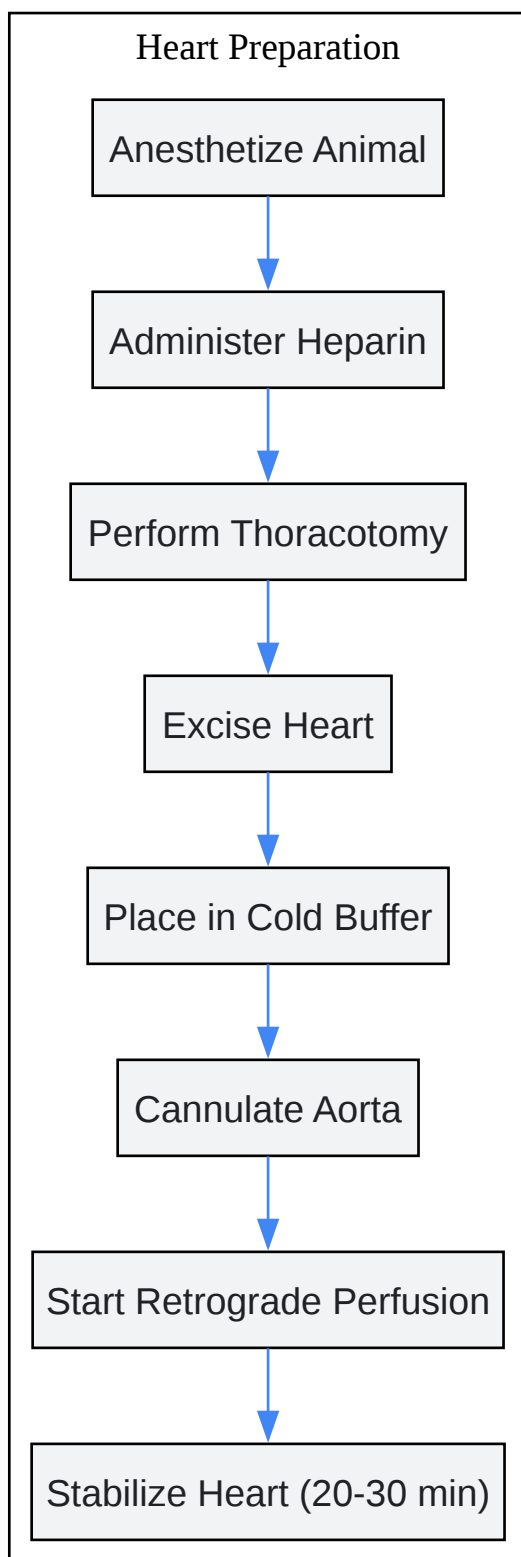 Heart Preparation
Anesthetize Animal
Administer Heparin
Perform Thoracotomy
Excise Heart
Place in Cold Buffer
Cannulate Aorta
Start Retrograde Perfusion
Stabilize Heart (20-30 min)